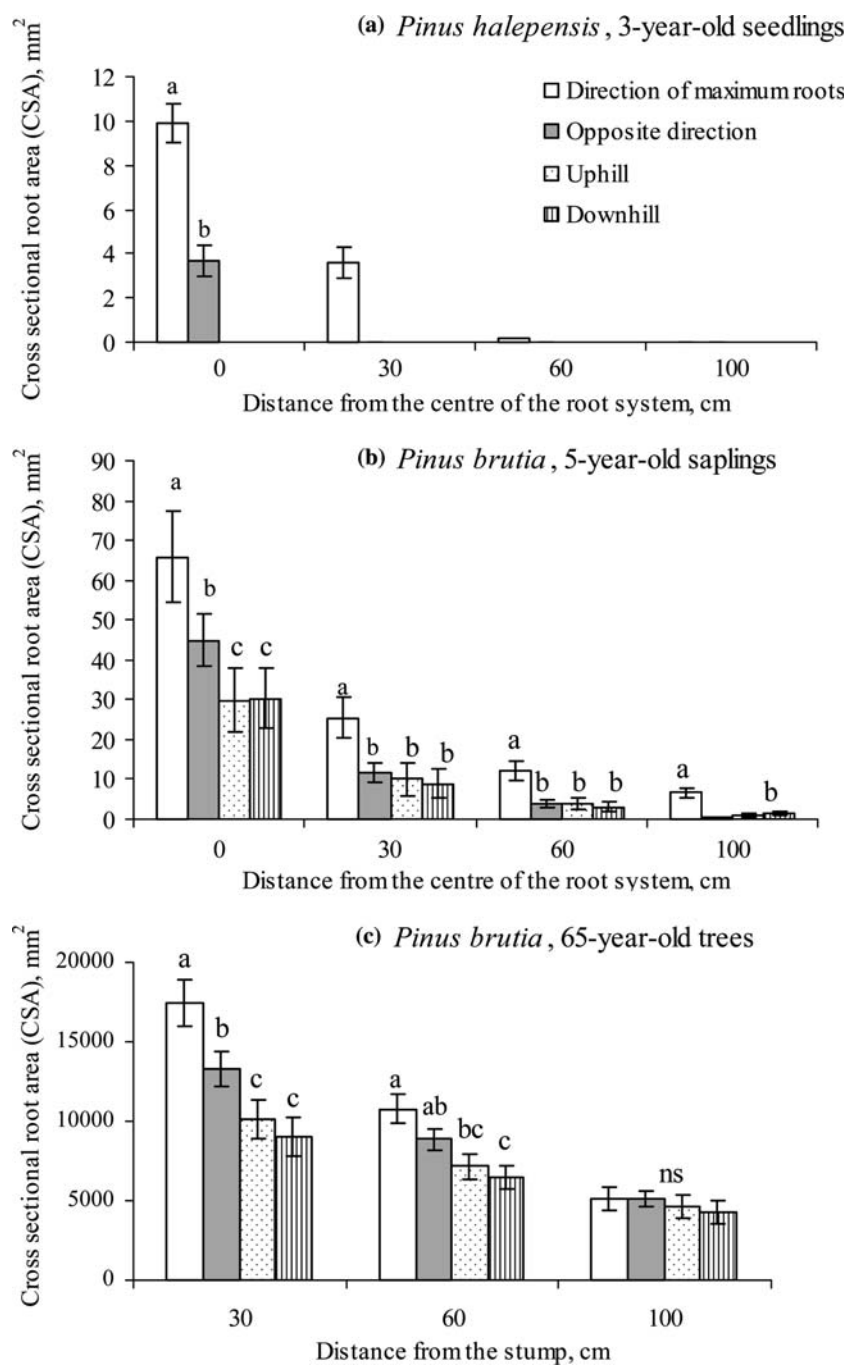 (a) Pinus halepensis, 3-year-old seedlings
Cross sectional root area (CSA), mm²
12
10
8
6
4
2
0
a
b
Direction of maximum roots
Opposite direction
Uphill
Downhill
0 30 60 100
Distance from the centre of the root system, cm
(b) Pinus brutia, 5-year-old saplings
Cross sectional root area (CSA), mm²
90
80
70
60
50
40
30
20
10
0
a b c c
a b b b
a b b b
a b
0 30 60 100
Distance from the centre of the root system, cm
(c) Pinus brutia, 65-year-old trees
Cross sectional root area (CSA), mm²
20000
15000
10000
5000
0
a b c c
a ab bc c
ns
30 60 100
Distance from the stump, cm